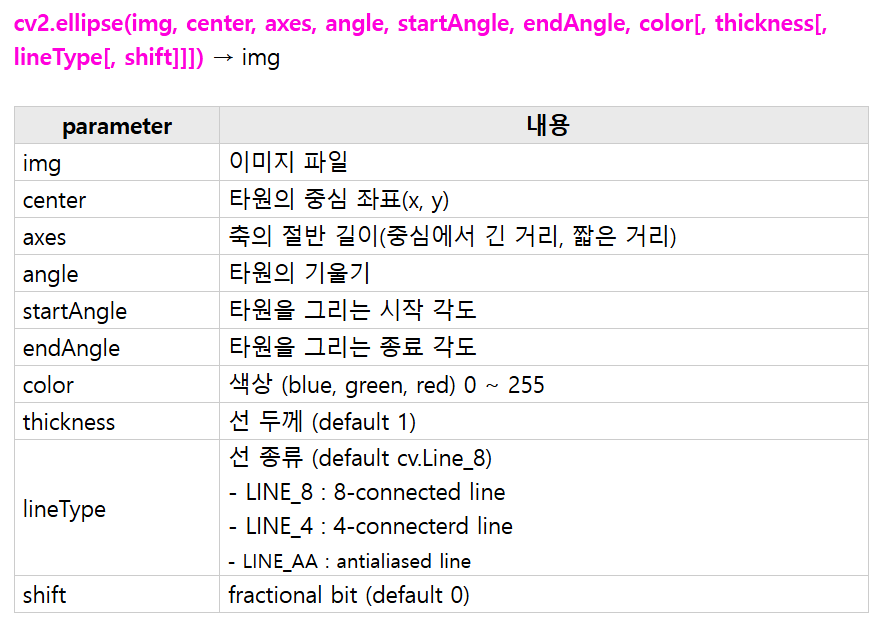 cv2.ellipse(img, center, axes, angle, startAngle, endAngle, color[, thickness[,
lineType[, shift]]]) → img
parameter 내용
img 이미지 파일
center 타원의 중심 좌표(x, y)
axes 축의 절반 길이(중심에서 긴 거리, 짧은 거리)
angle 타원의 기울기
startAngle 타원을 그리는 시작 각도
endAngle 타원을 그리는 종료 각도
color 색상 (blue, green, red) 0 ~ 255
thickness 선 두께 (default 1)
lineType 선 종류 (default cv.Line_8)
- LINE_8 : 8-connected line
- LINE_4 : 4-connecterd line
- LINE_AA : antialiased line
shift fractional bit (default 0)